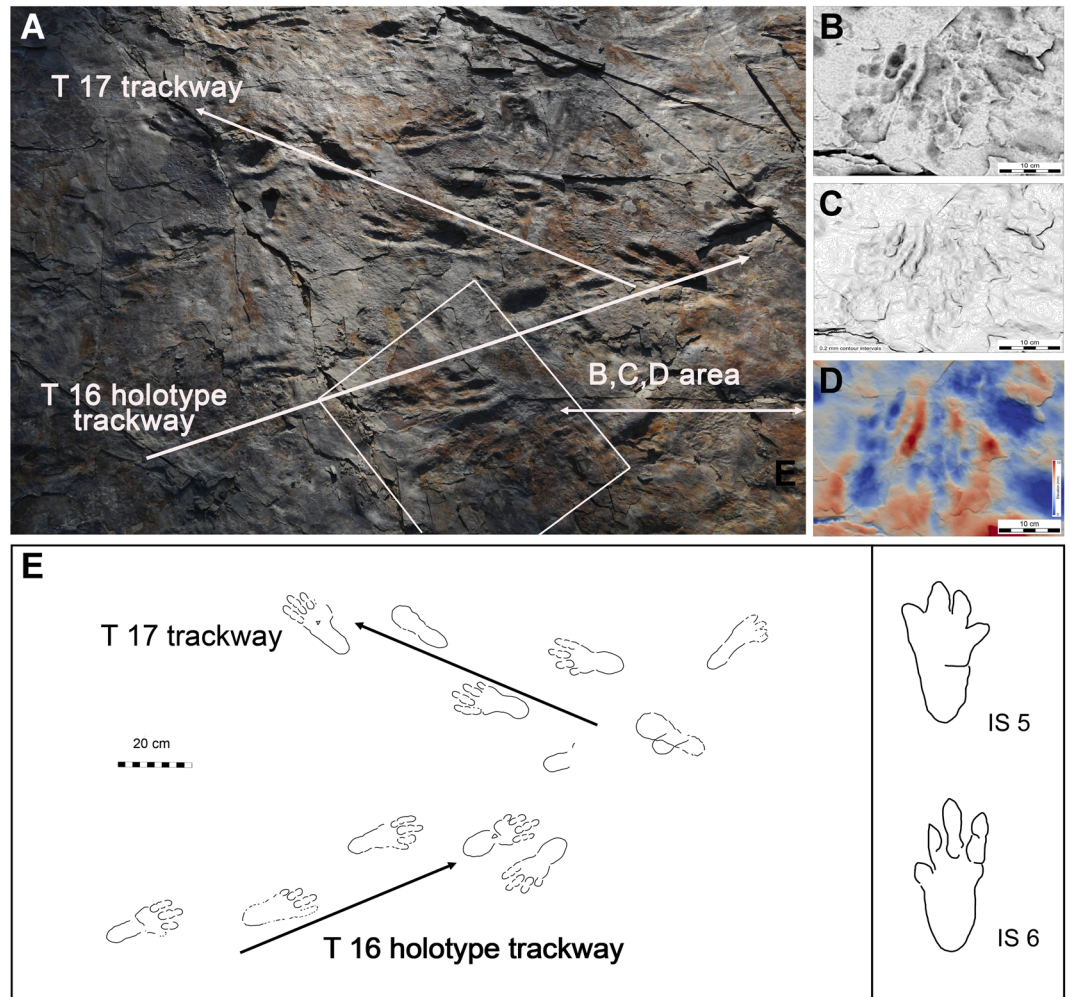 A
T 17 trackway
T 16 holotype
trackway
B,C,D area
E
B
10 cm
C
0.2 mm contour intervals
10 cm
D
10 cm
E
T 17 trackway
20 cm
T 16 holotype trackway
IS 5
IS 6